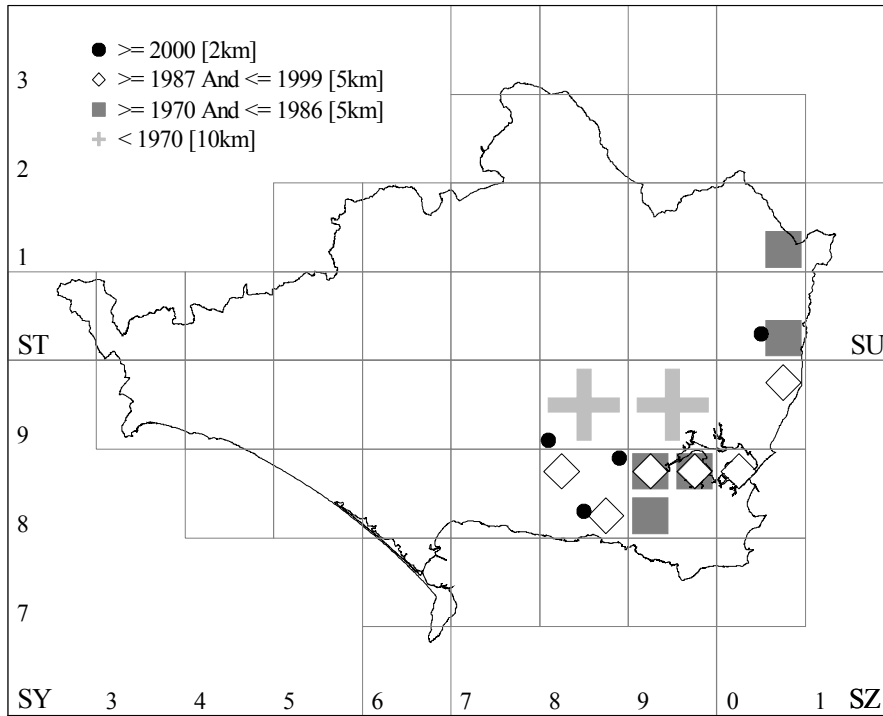 >= 2000 [2km]
>= 1987 And <= 1999 [5km]
>= 1970 And <= 1986 [5km]
< 1970 [10km]
3
2
1
ST SU
9
8
7
SY 3 4 5 6 7 8 9 0 1 SZ